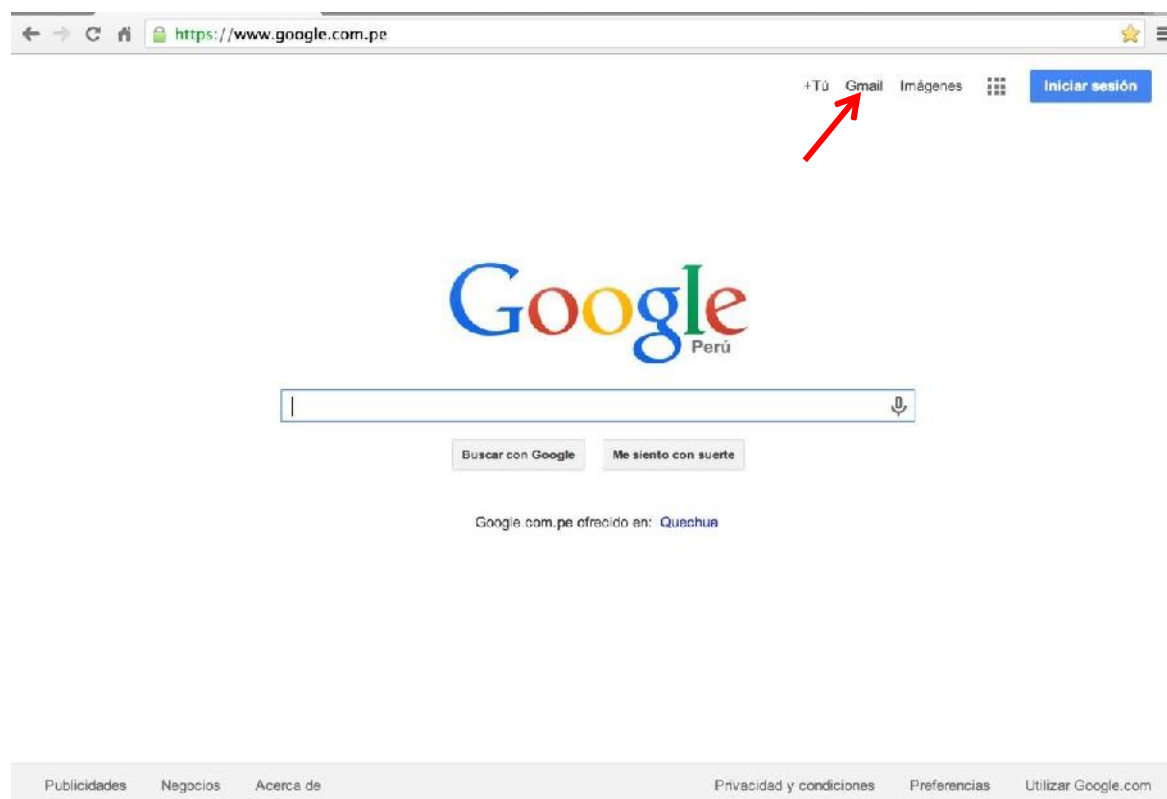 https://www.google.com.pe
+Tú Gmail Imágenes Iniciar sesión
Google
Perú
Buscar con Google Me siento con suerte
Google.com.pe ofrecido en: Quechua
Publicidades Negocios Acerca de Privacidad y condiciones Preferencias Utilizar Google.com